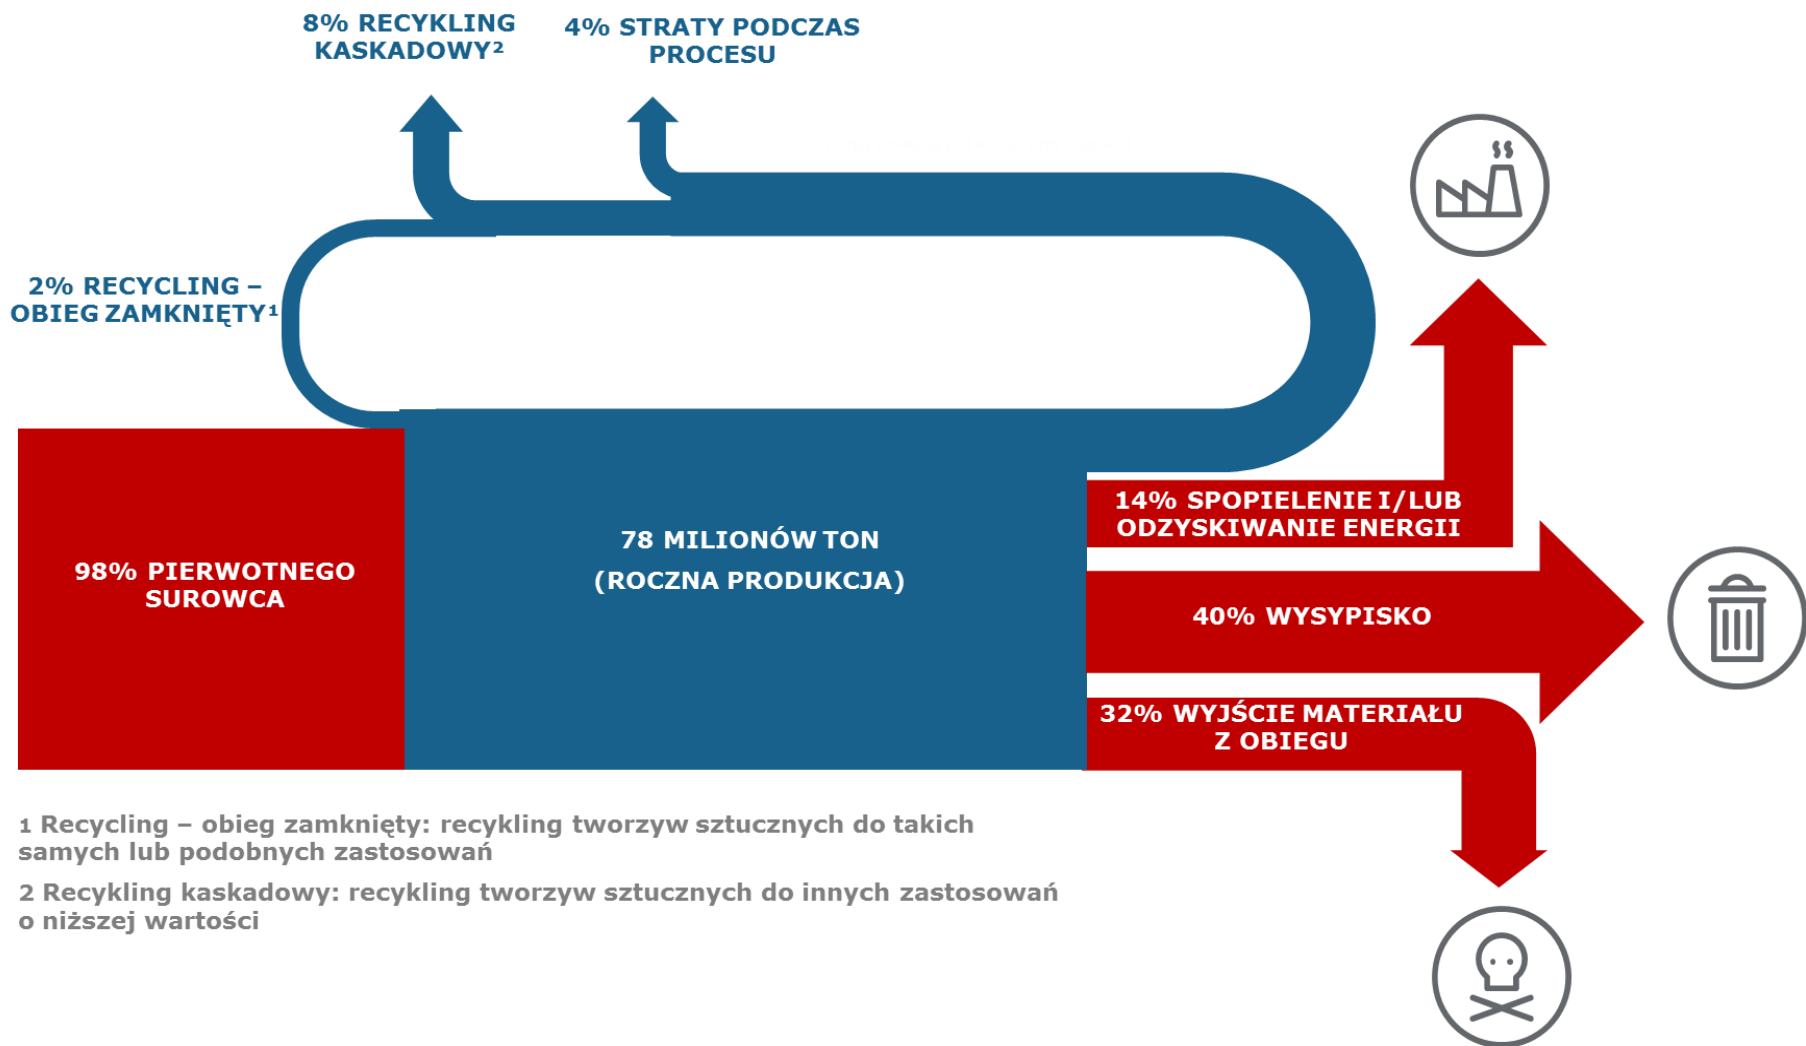 8% RECYKLING
KASKADOWY²
4% STRATY PODCZAS
PROCESU
2% RECYCLING –
OBIEG ZAMKNIĘTY¹
98% PIERWOTNEGO
SUROWCA
78 MILIONÓW TON
(ROCZNA PRODUKCJA)
14% SPOPIELENIE I/LUB
ODZYSKIWANIE ENERGII
40% WYSYPISKO
32% WYJŚCIE MATERIAŁU
Z OBIEGU
1 Recycling – obieg zamknięty: recykling tworzyw sztucznych do takich
samych lub podobnych zastosowań
2 Recykling kaskadowy: recykling tworzyw sztucznych do innych zastosowań
o niższej wartości